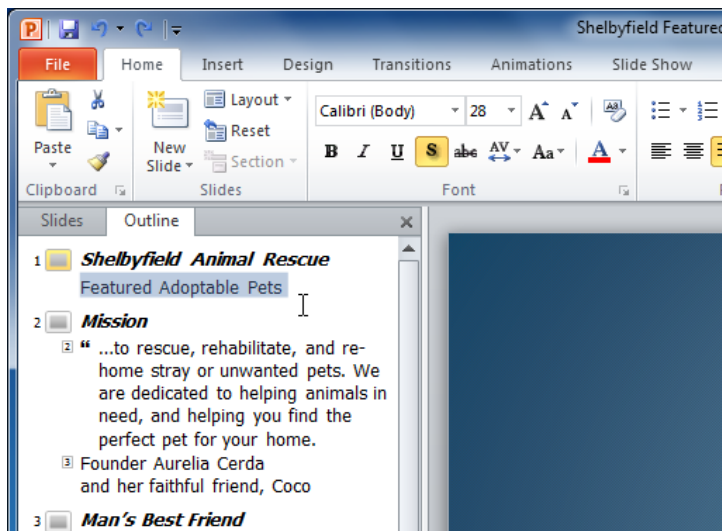 Shelbyfield Featured
File Home Insert Design Transitions Animations Slide Show
Paste
New
Slide
Layout
Reset
Section
Calibri (Body) 28 A A Aa
B I U S abc AV Aa A
Clipboard Slides Font
Slides Outline
1 Shelbyfield Animal Rescue
Featured Adoptable Pets
2 Mission
2 “ ...to rescue, rehabilitate, and re-
home stray or unwanted pets. We
are dedicated to helping animals in
need, and helping you find the
perfect pet for your home.
3 Founder Aurelia Cerda
and her faithful friend, Coco
3 Man's Best Friend